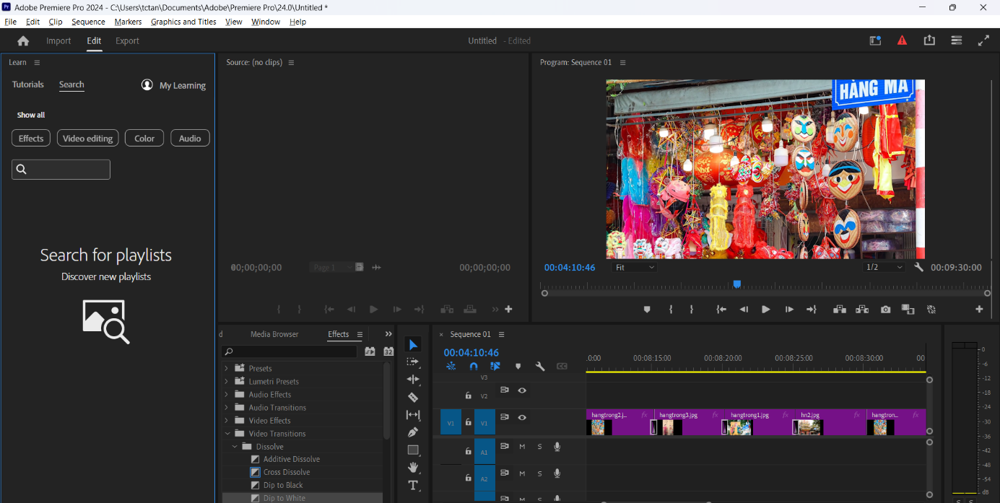 Adobe Premiere Pro 2024 - C:\Users\tctan\Documents\Adobe\Premiere Pro\24.0\Untitled *
File Edit Clip Sequence Markers Graphics and Titles View Window Help
Import Edit Export
Untitled - Edited
Learn
Tutorials Search My Learning
Show all
Effects Video editing Color Audio
Search for playlists
Discover new playlists
Source: (no clips)
00;00;00;00 Page 1 00;00;00;00
Program: Sequence 01
HÀNG MÃ
00:04:10:46 Fit 1/2 00:09:30:00
d Media Browser Effects
Presets
Lumetri Presets
Audio Effects
Audio Transitions
Video Effects
Video Transitions
Dissolve
Additive Dissolve
Cross Dissolve
Dip to Black
Dip to White
× Sequence 01
00:04:10:46
:0:00 00:08:15:00 00:08:20:00 00:08:25:00 00:08:30:00 00
V3
V2
V1 V1
hangtrong2.j... fx hangtrong3.jpg fx hangtrong1.jpg fx hn2.jpg fx hangtron... fx
A1 M S
A2 M S
M S
0
-6
-12
-18
-24
-30
-36
-42
-48
-54
dB
S S